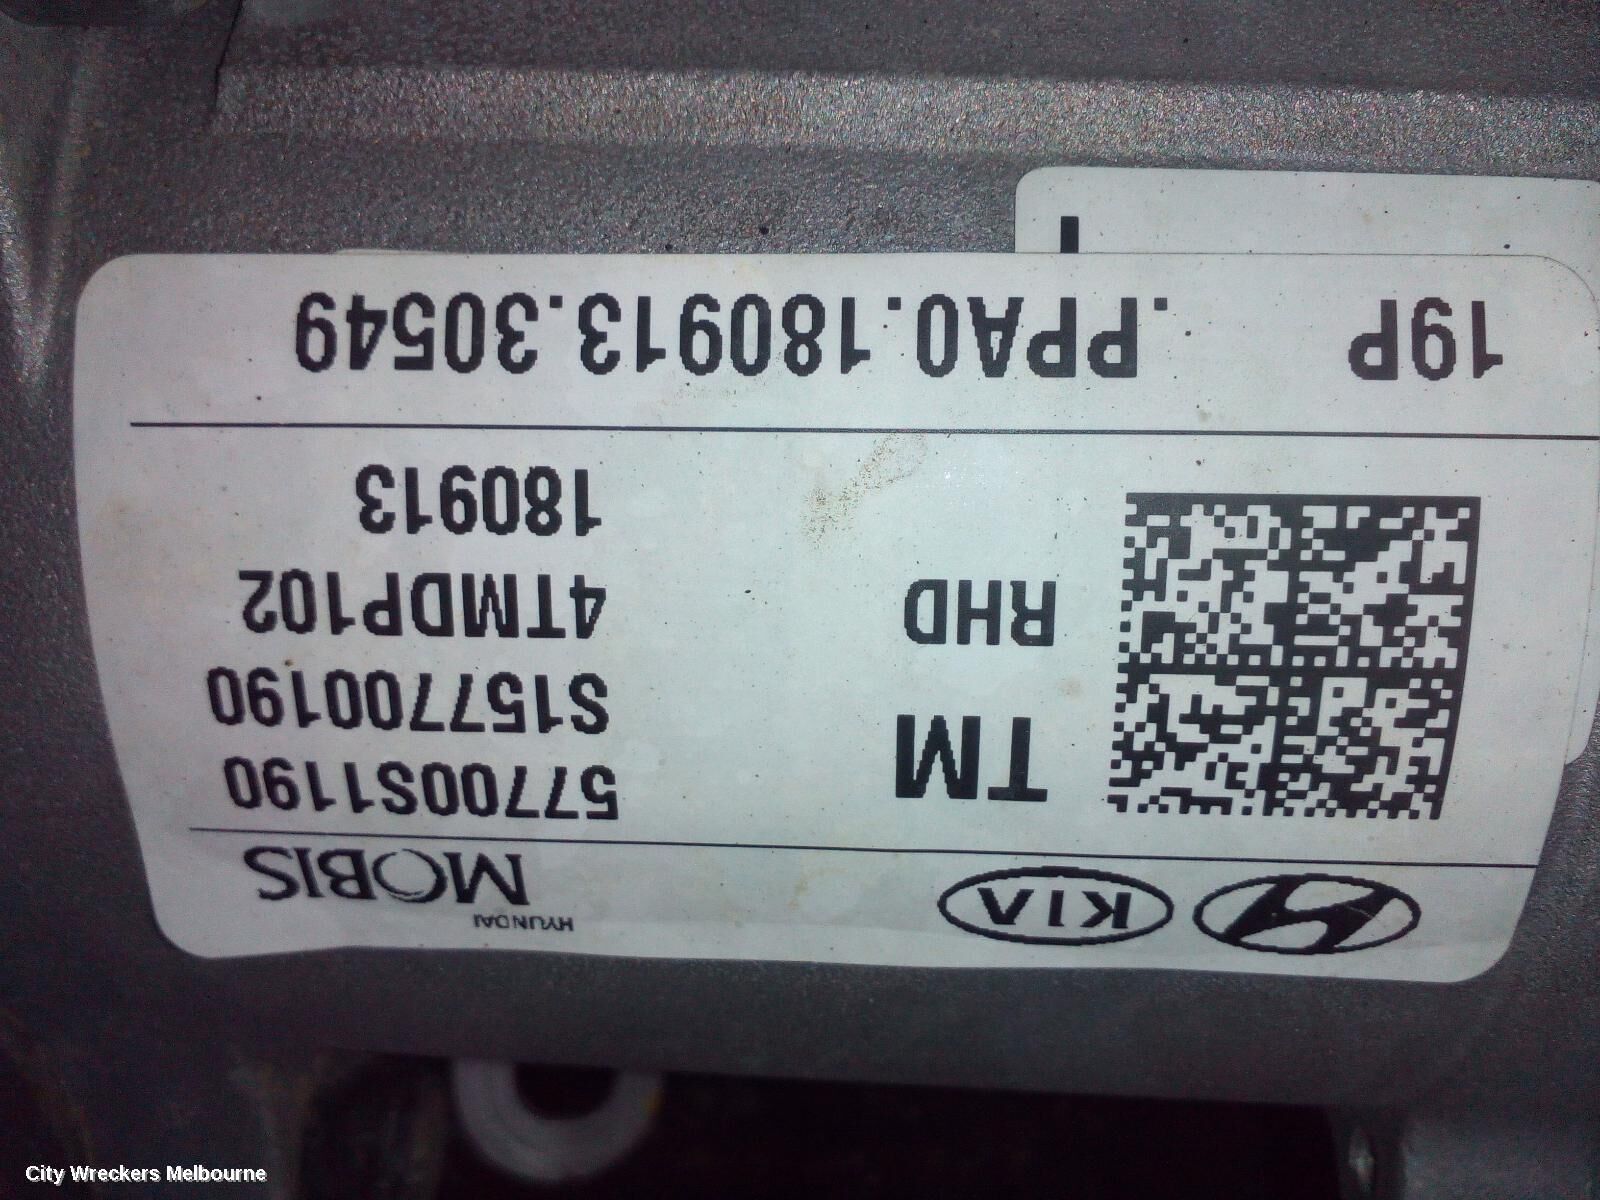 KIA
HYUNDAI
MOBIS
TM
57700S1190
S157700190
RHD
4TMDP102
180913
19P
.PPA0.180913.30549
City Wreckers Melbourne